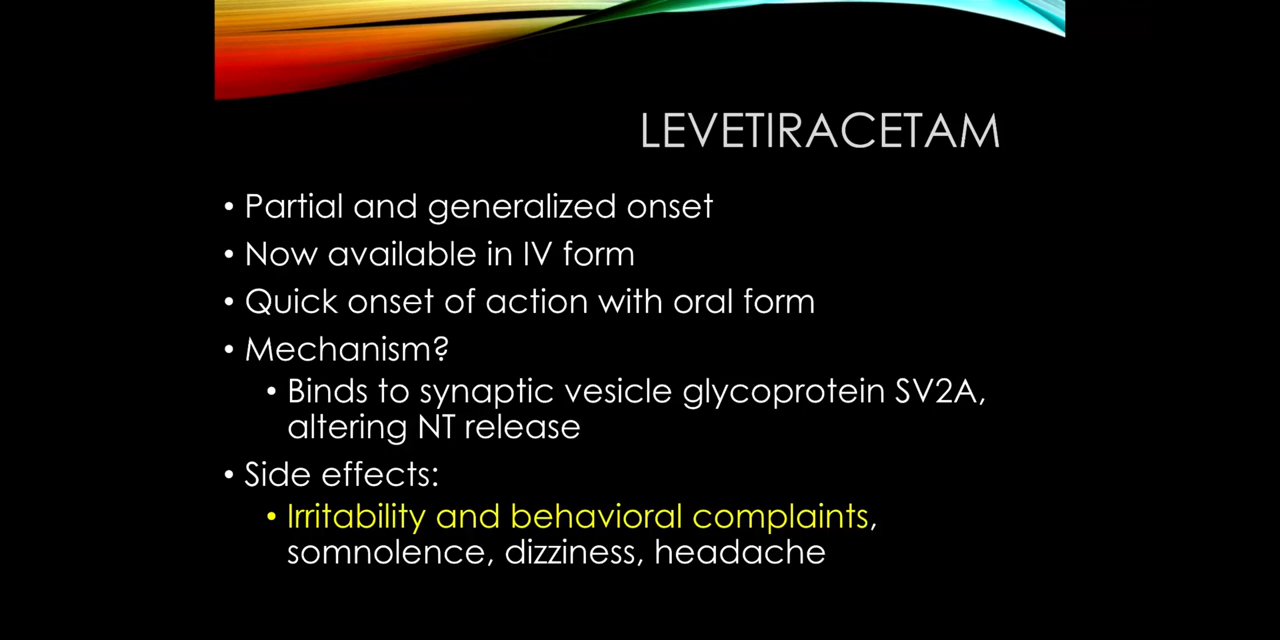 LEVETIRACETAM
• Partial and generalized onset
• Now available in IV form
• Quick onset of action with oral form
• Mechanism?
• Binds to synaptic vesicle glycoprotein SV2A,
altering NT release
• Side effects:
• Irritability and behavioral complaints,
somnolence, dizziness, headache